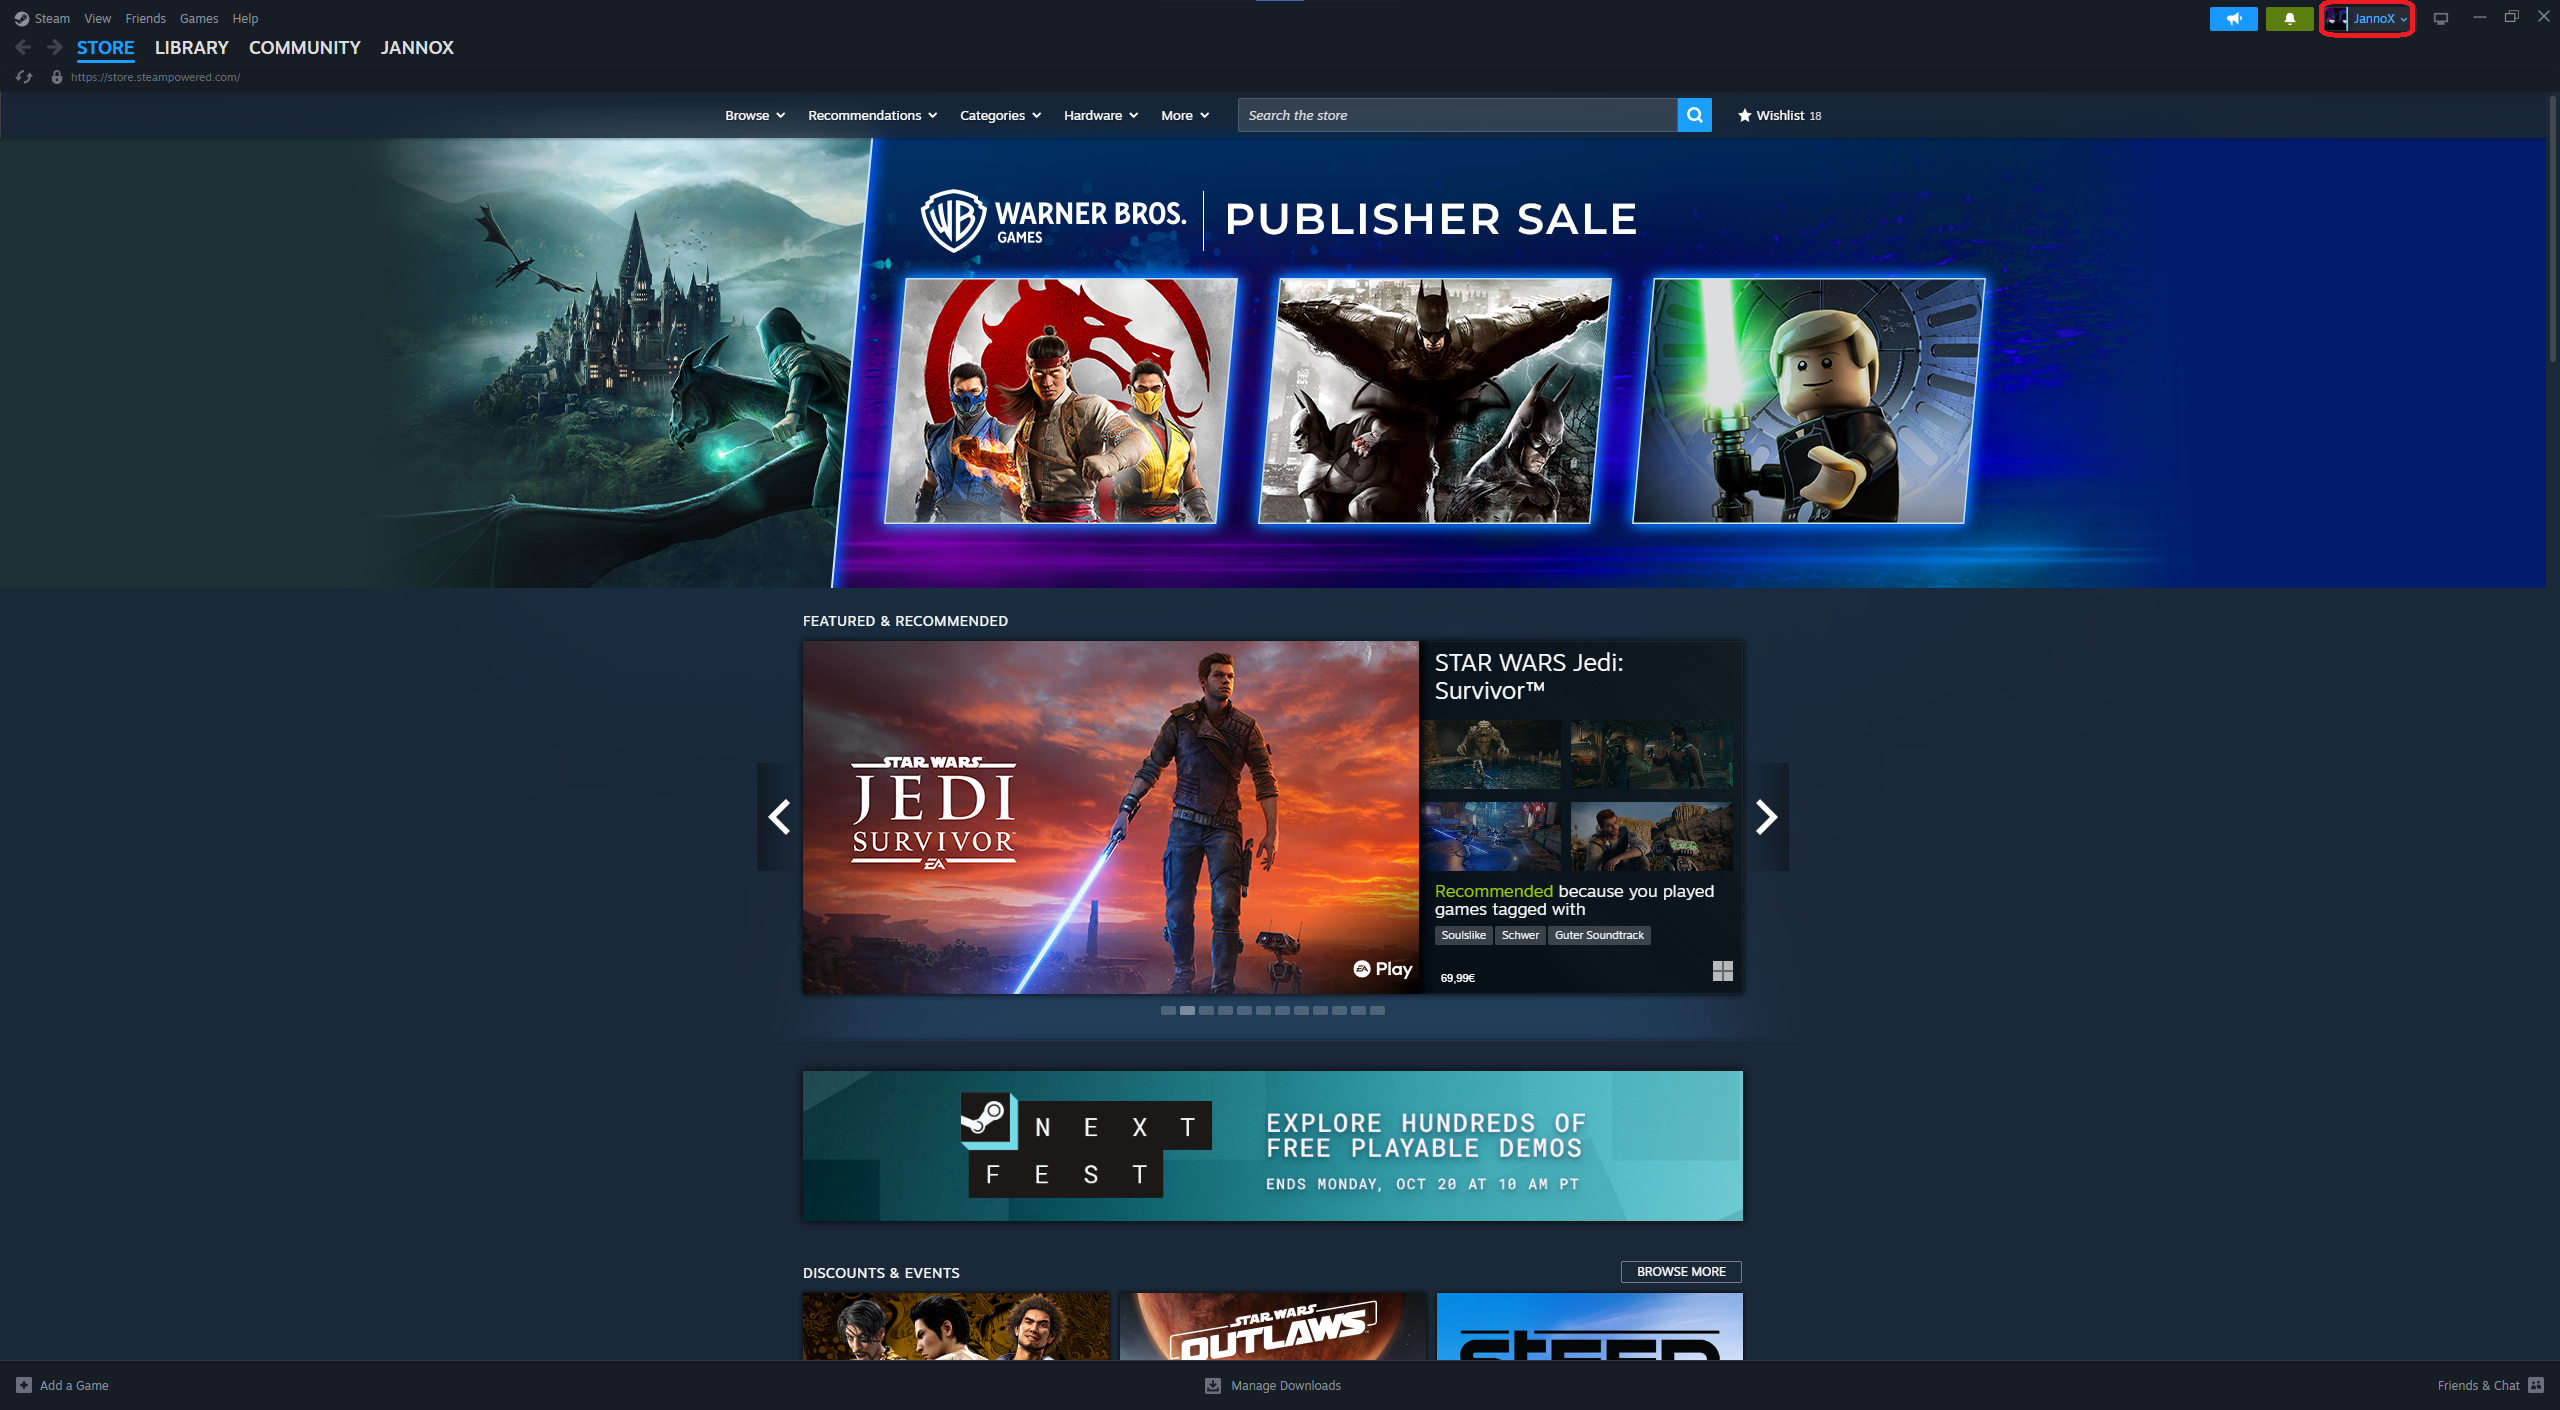 Steam View Friends Games Help
JannoX
STORE LIBRARY COMMUNITY JANNOX
https://store.steampowered.com/
Browse Recommendations Categories Hardware More Search the store Wishlist 18
WB WARNER BROS. GAMES PUBLISHER SALE
FEATURED & RECOMMENDED
STAR WARS
JEDI
SURVIVOR™
EA
EA Play
STAR WARS Jedi:
Survivor™
Recommended because you played
games tagged with
Soulslike Schwer Guter Soundtrack
69,99€
NEXT
FEST
EXPLORE HUNDREDS OF
FREE PLAYABLE DEMOS
ENDS MONDAY, OCT 20 AT 10 AM PT
DISCOUNTS & EVENTS BROWSE MORE
STAR WARS
OUTLAWS
STEEP
Add a Game Manage Downloads Friends & Chat